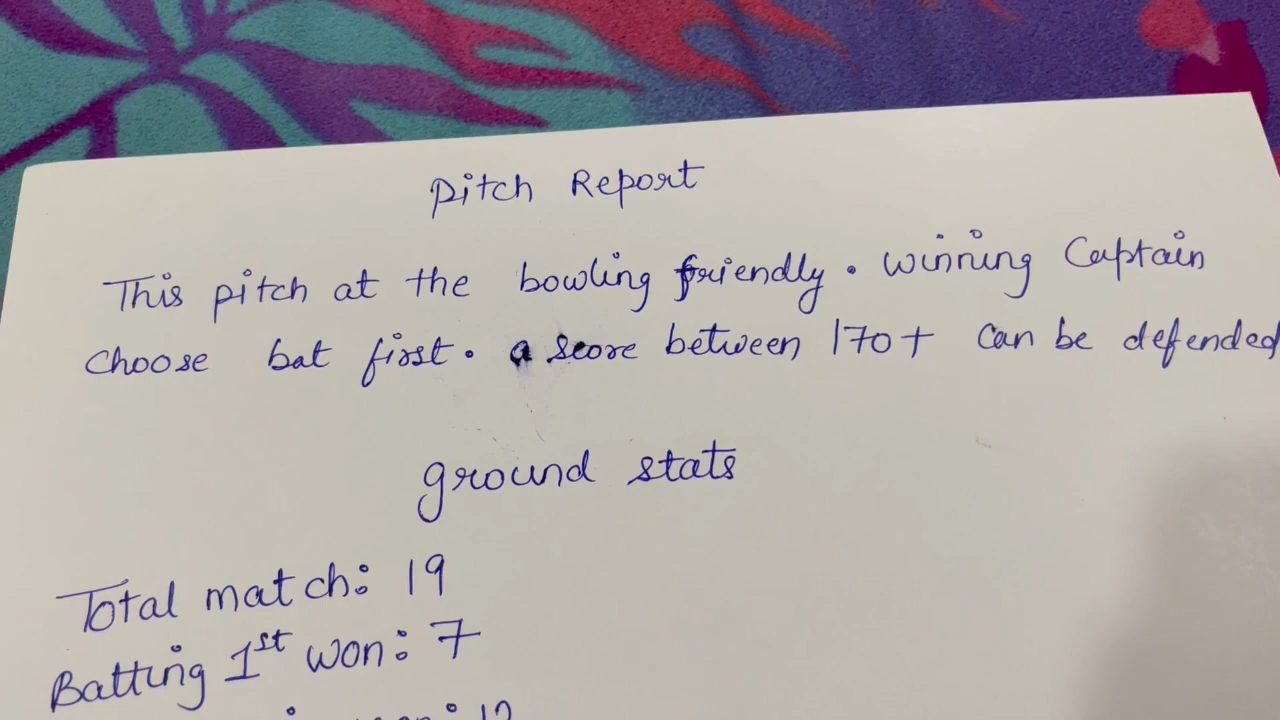 Pitch Report
This pitch at the bowling friendly. winning Captain
choose bat first. a score between 170+ can be defended
ground stats
Total match: 19
Batting 1st won: 7
: 12